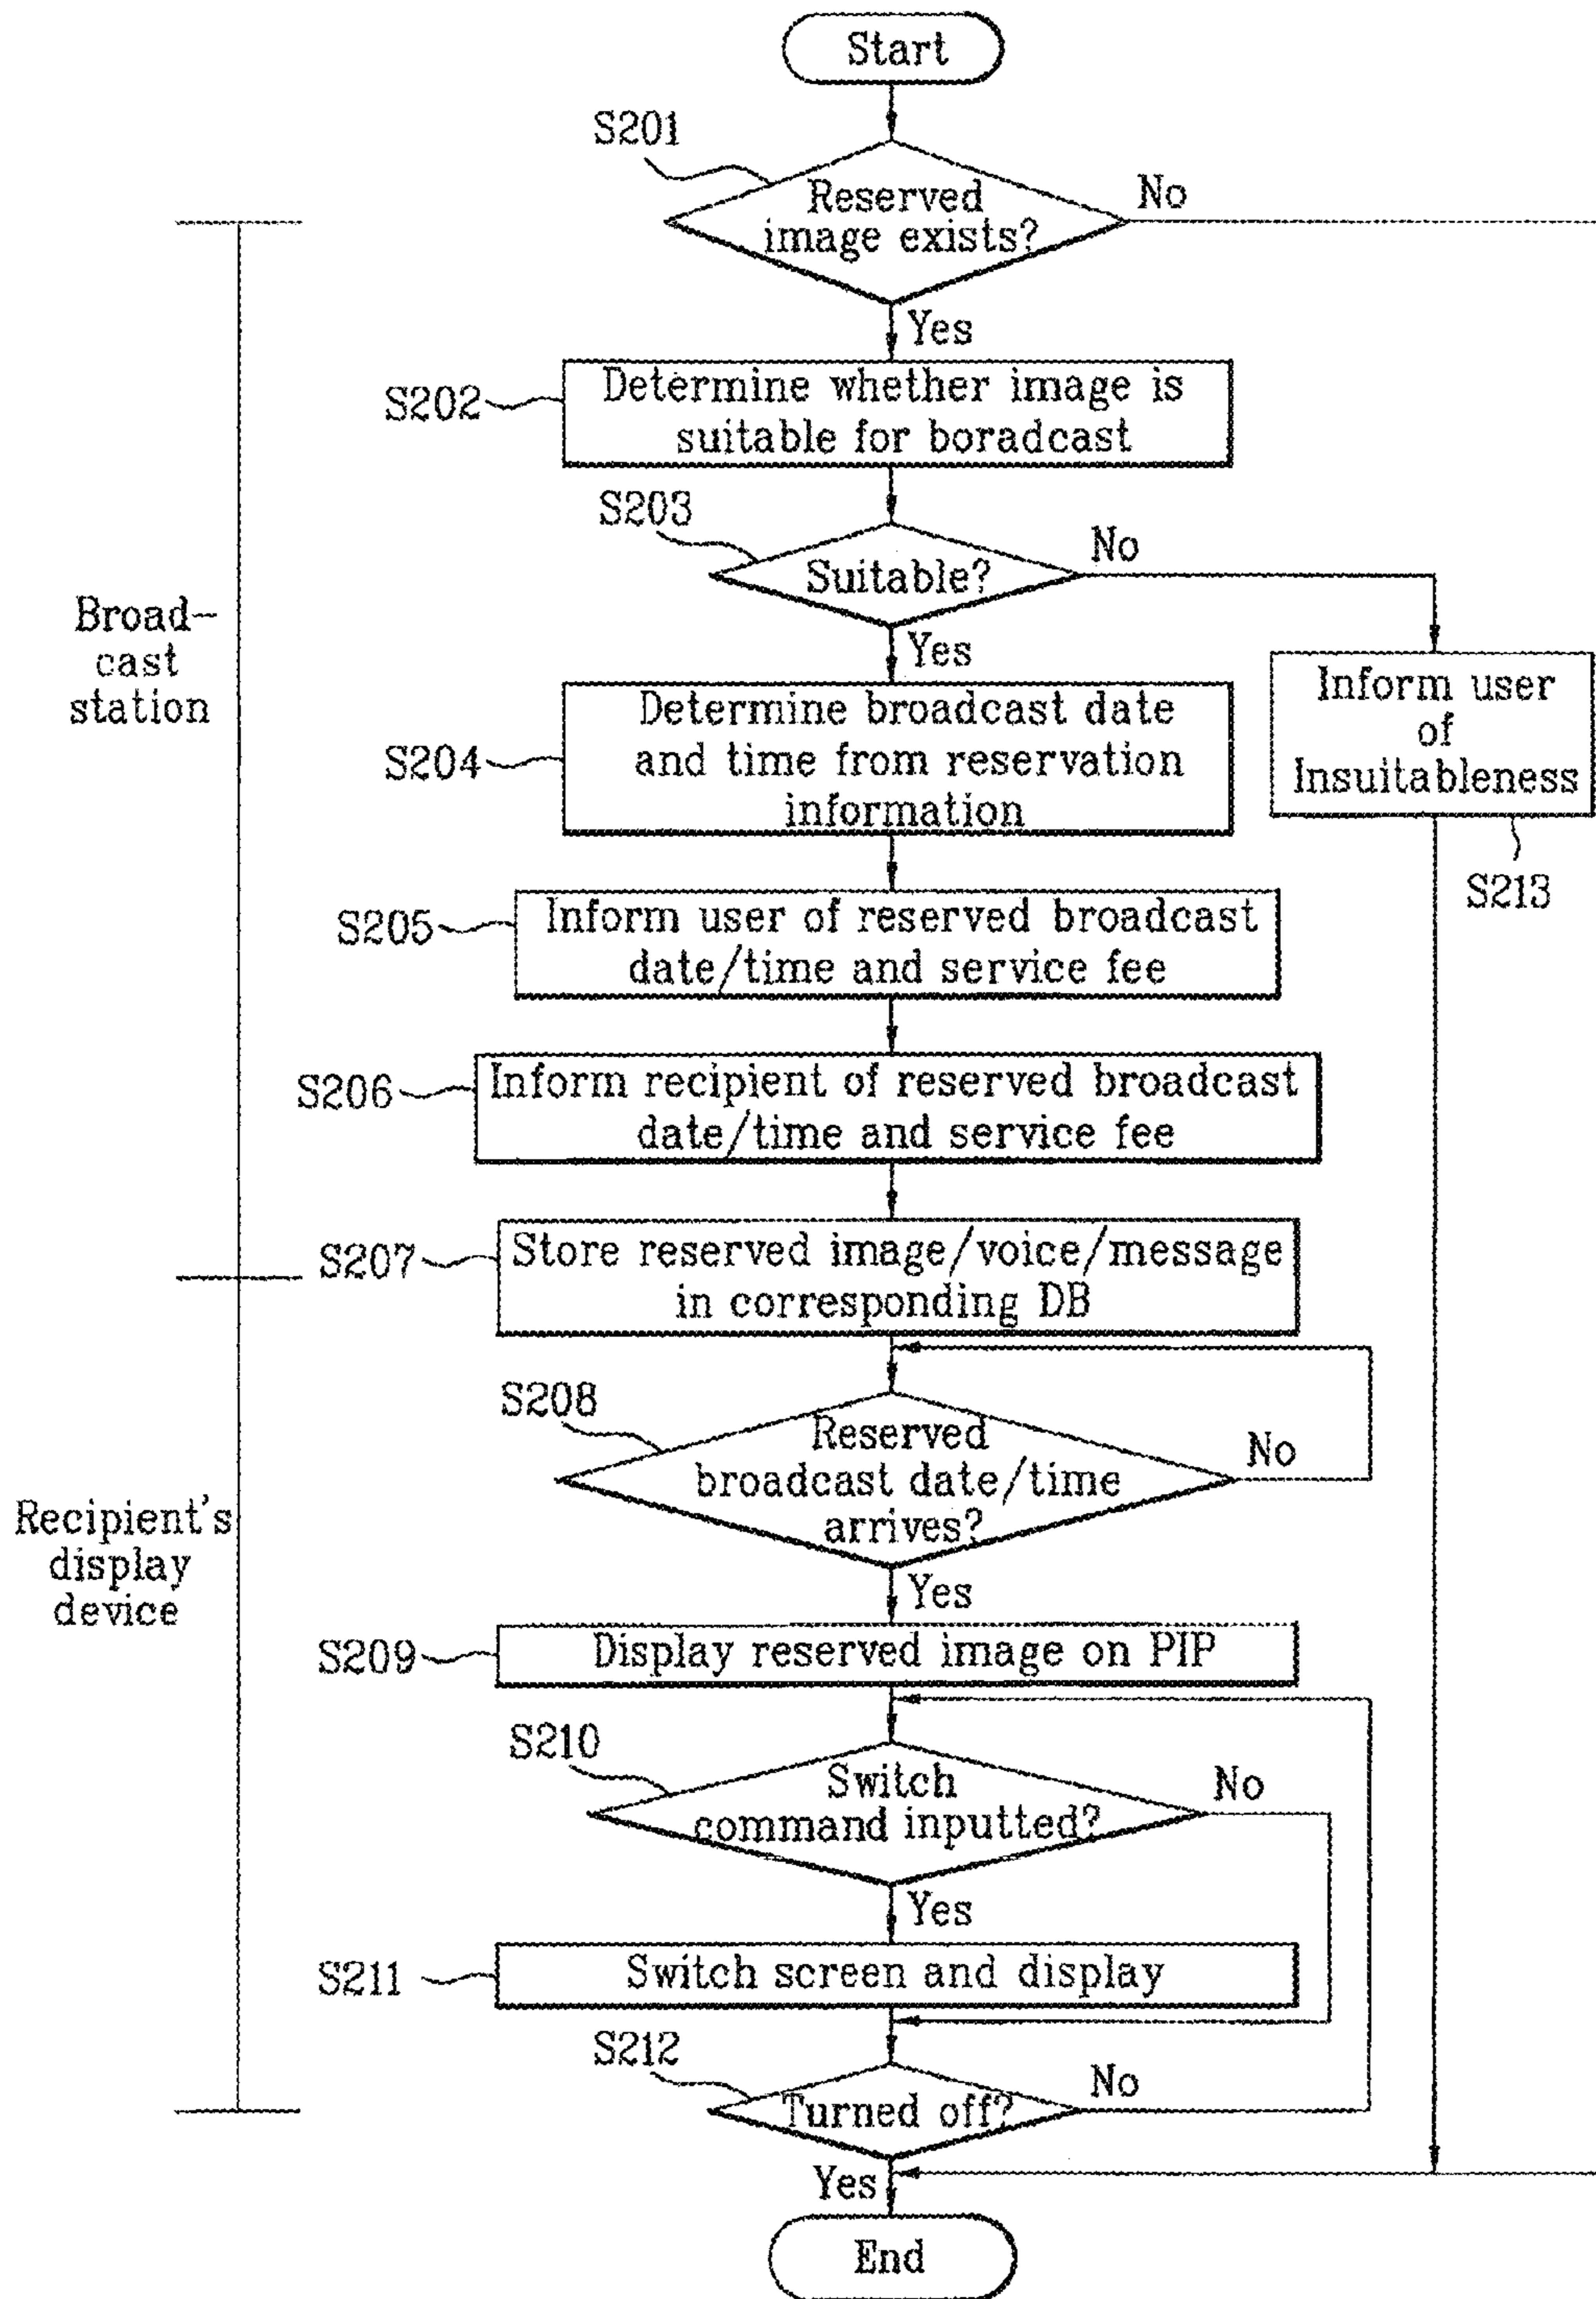 Start
S201
Reserved
image exists?
No
Yes
S202
Determine whether image is
suitable for boradcast
S203
Suitable?
No
Yes
Broad-
cast
station
S204
Determine broadcast date
and time from reservation
information
Inform user
of
Insuitableness
S213
S205
Inform user of reserved broadcast
date/time and service fee
S206
Inform recipient of reserved broadcast
date/time and service fee
S207
Store reserved image/voice/message
in corresponding DB
S208
Reserved
broadcast date/time
arrives?
No
Yes
Recipient's
display
device
S209
Display reserved image on PIP
S210
Switch
command inputted?
No
Yes
S211
Switch screen and display
S212
Turned off?
No
Yes
End